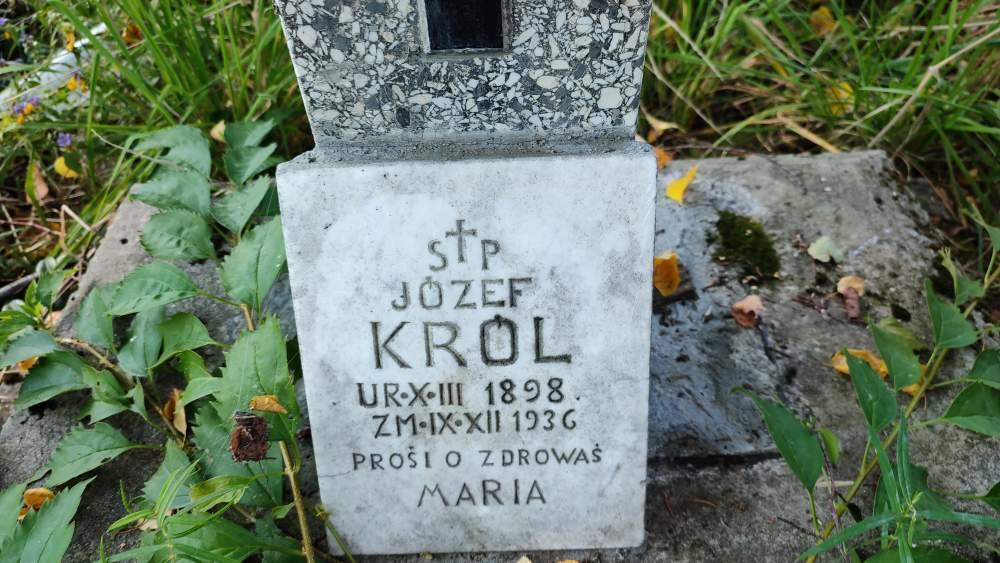 S†P
JÓZEF
KRÓL
UR•X•III 1898.
ZM•IX•XII 1936
PROŚI O ZDROWAŚ
MARIA